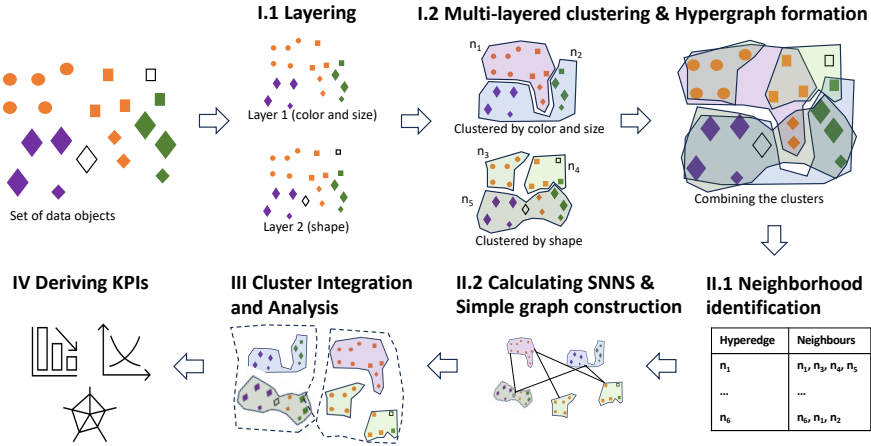 I.1 Layering
I.2 Multi-layered clustering & Hypergraph formation
n1
n2
Layer 1 (color and size)
Clustered by color and size
n3
n4
n5
Set of data objects
Layer 2 (shape)
Clustered by shape
Combining the clusters
IV Deriving KPIs
III Cluster Integration
and Analysis
II.2 Calculating SNNS &
Simple graph construction
II.1 Neighborhood
identification
Hyperedge Neighbours
n1 n1, n3, n4, n5
... ...
n6 n6, n1, n2